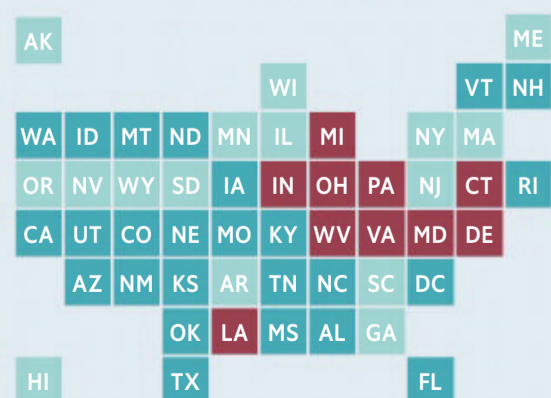 AK ME
WI VT NH
WA ID MT ND MN IL MI NY MA
OR NV WY SD IA IN OH PA NJ CT RI
CA UT CO NE MO KY WV VA MD DE
AZ NM KS AR TN NC SC DC
OK LA MS AL GA
HI TX FL